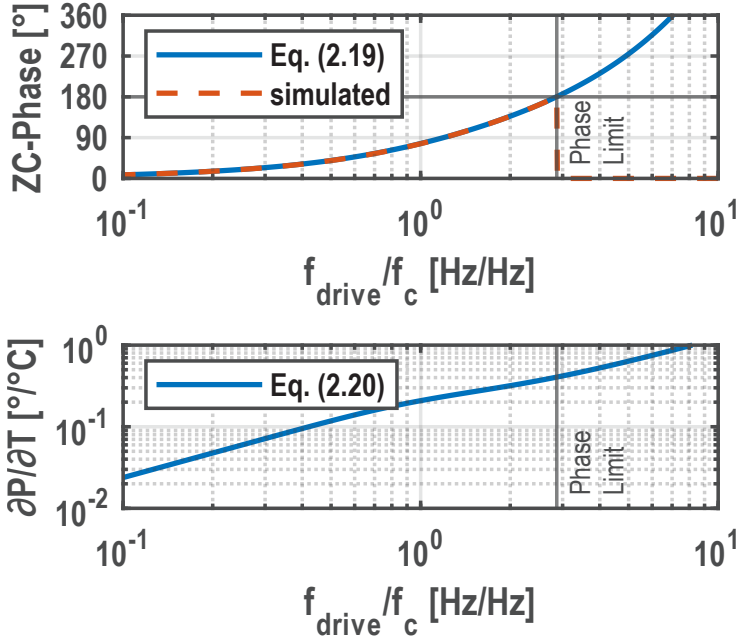 ZC-Phase [°]
360
270
180
90
0
Eq. (2.19)
simulated
Phase
Limit
10^-1
10^0
10^1
f_drive/f_c [Hz/Hz]
∂P/∂T [°/°C]
10^0
10^-1
10^-2
Eq. (2.20)
Phase
Limit
10^-1
10^0
10^1
f_drive/f_c [Hz/Hz]